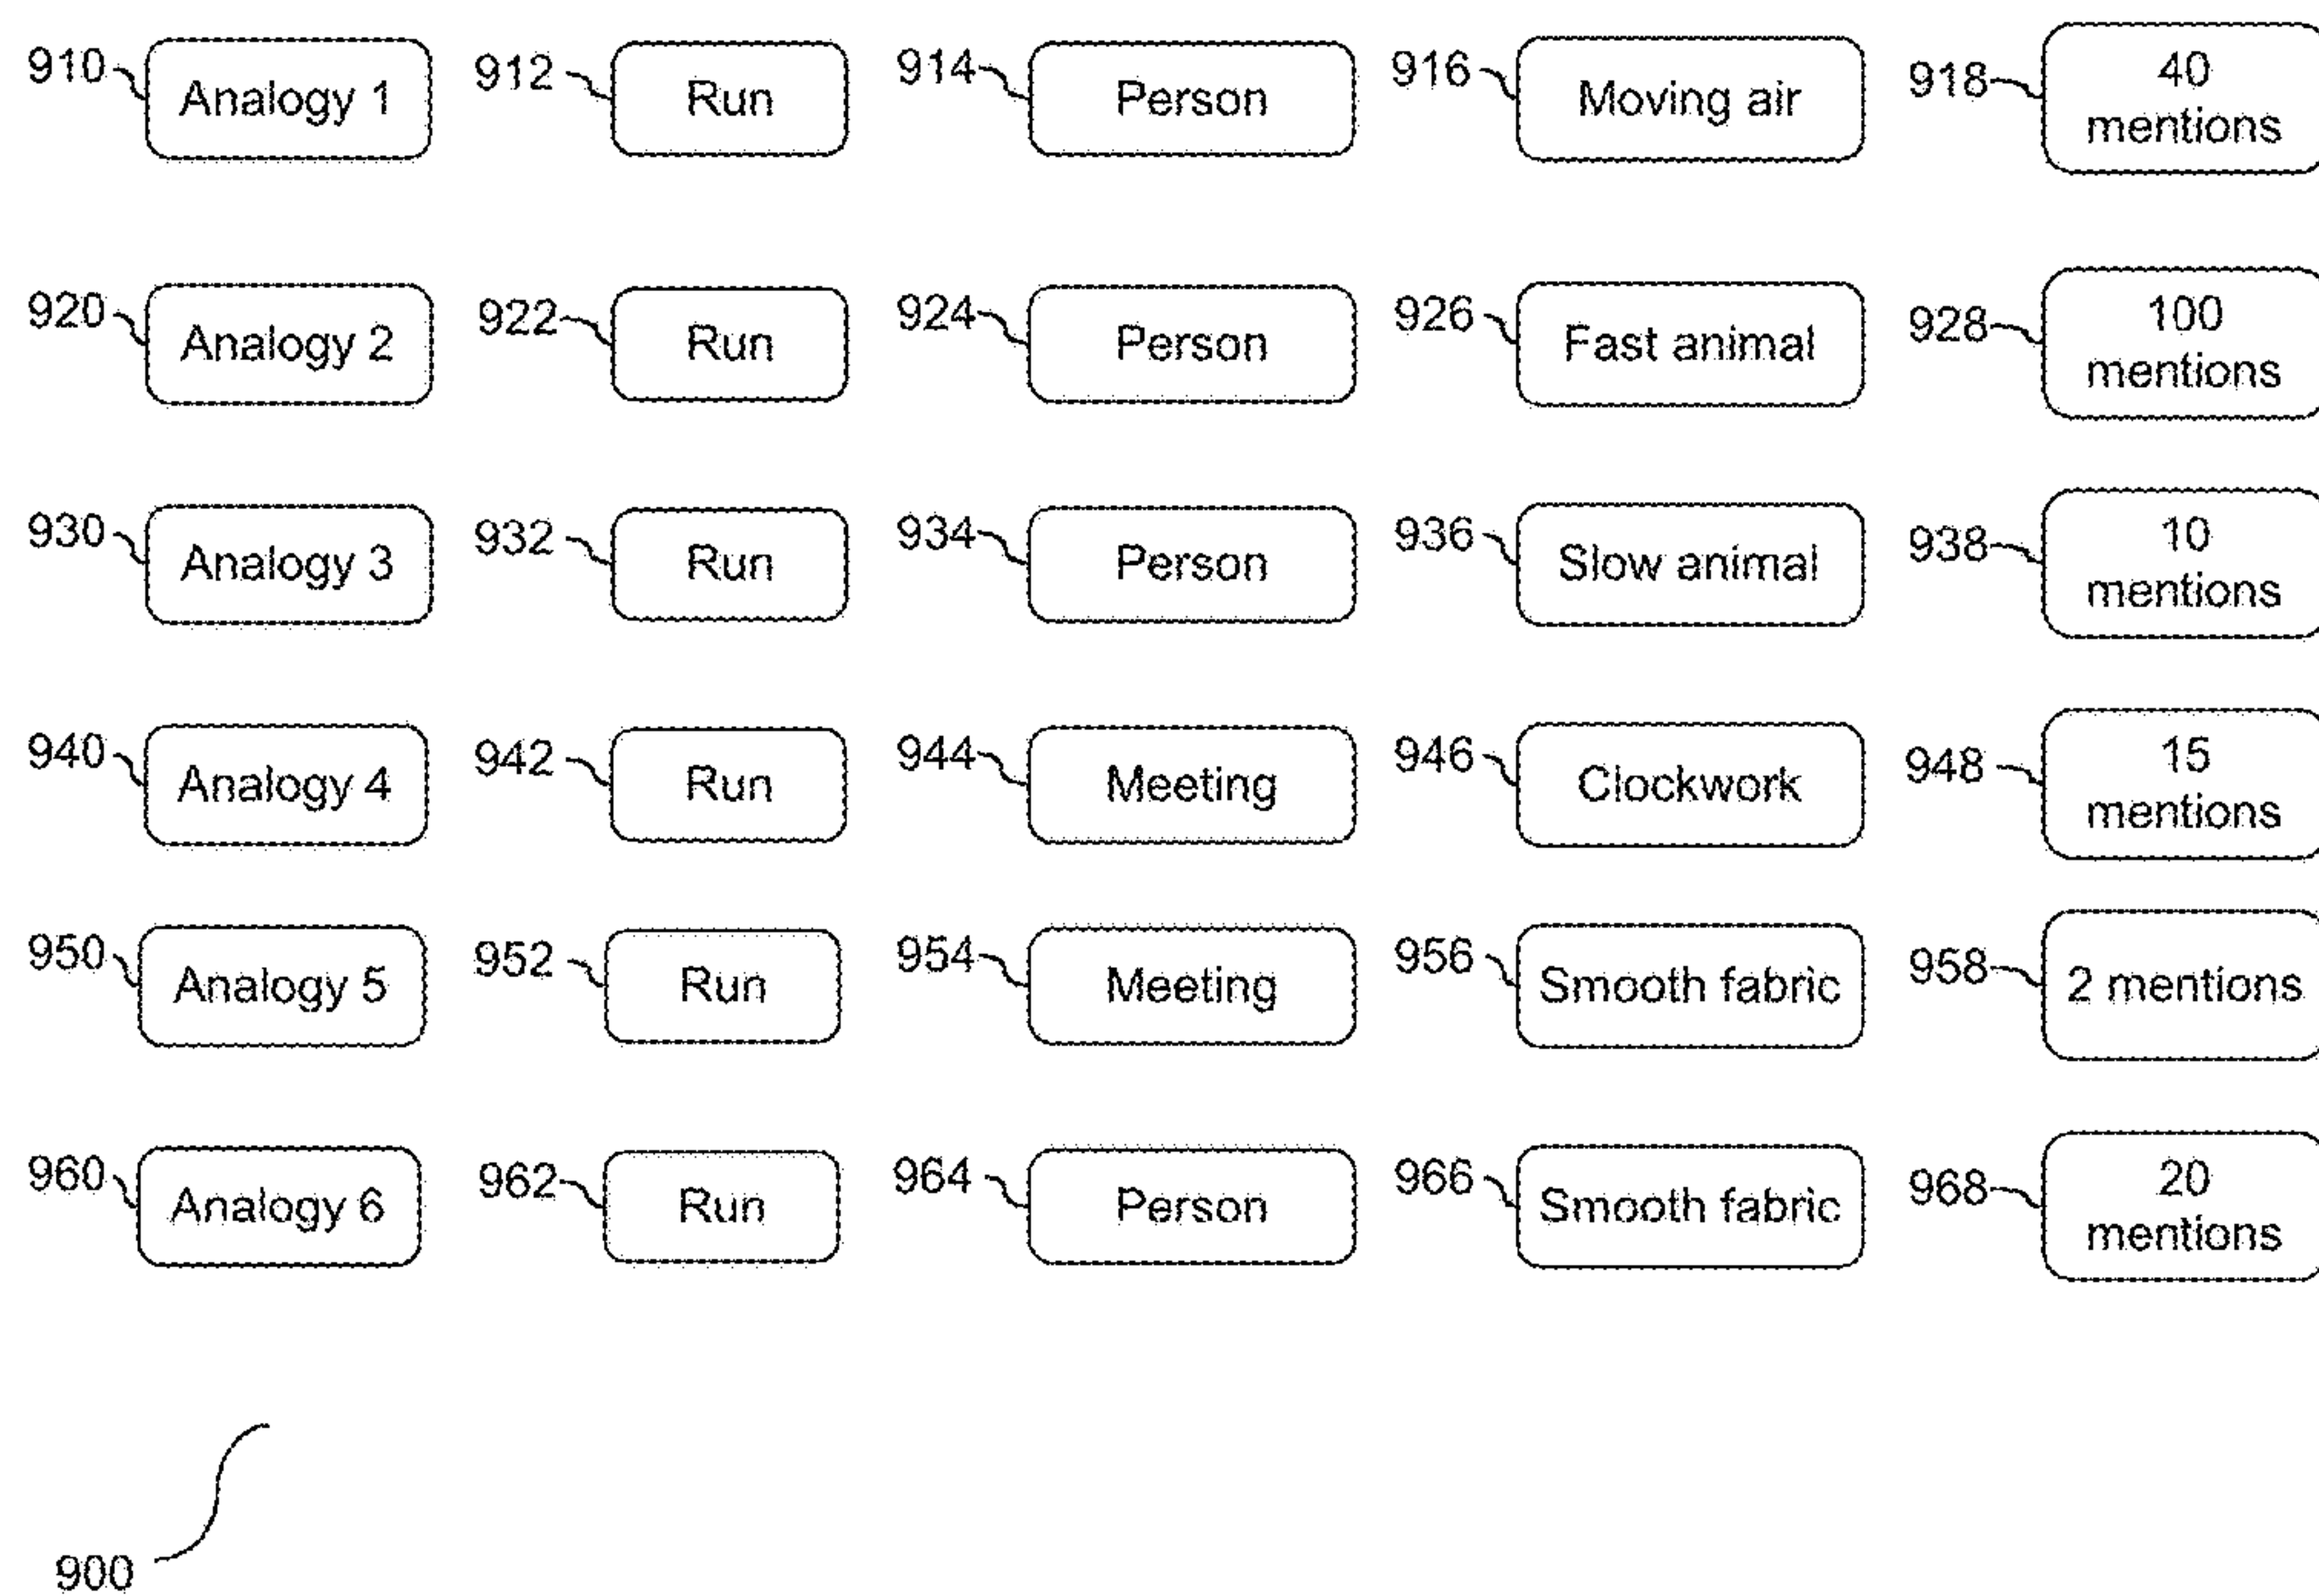 910 Analogy 1 912 Run 914 Person 916 Moving air 918 40
mentions
920 Analogy 2 922 Run 924 Person 926 Fast animal 928 100
mentions
930 Analogy 3 932 Run 934 Person 936 Slow animal 938 10
mentions
940 Analogy 4 942 Run 944 Meeting 946 Clockwork 948 15
mentions
950 Analogy 5 952 Run 954 Meeting 956 Smooth fabric 958 2 mentions
960 Analogy 6 962 Run 964 Person 966 Smooth fabric 968 20
mentions
900